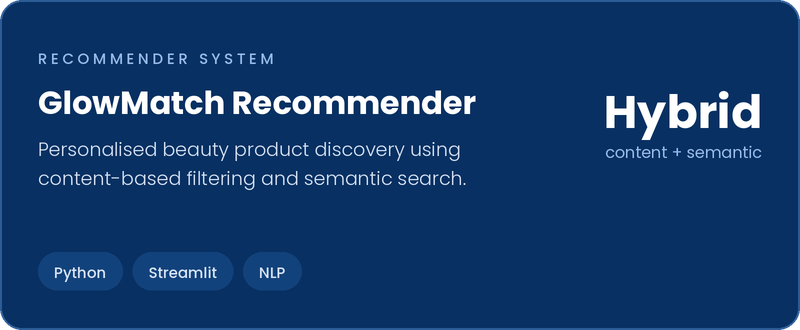 RECOMMENDER SYSTEM
GlowMatch Recommender
Personalised beauty product discovery using
content-based filtering and semantic search.
Hybrid
content + semantic
Python
Streamlit
NLP